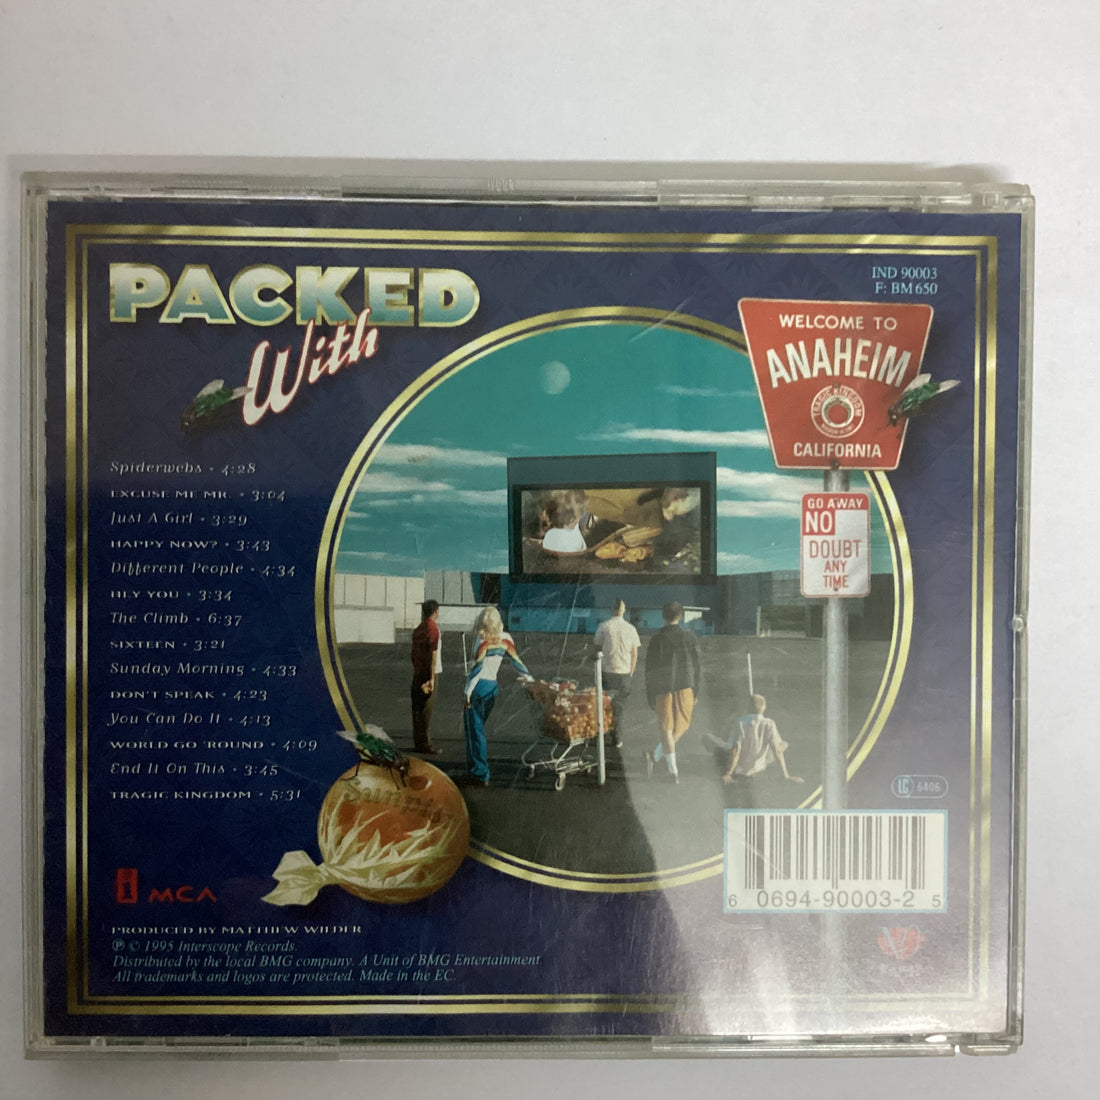 PACKED
With
IND 90003
F: BM 650
WELCOME TO
ANAHEIM
TRAGIC KINGDOM
CALIFORNIA
GO AWAY
NO
DOUBT
ANY
TIME
Spiderwebs • 4:28
EXCUSE ME MR. • 3:04
Just A Girl • 3:29
HAPPY NOW? • 3:43
Different People • 4:34
HEY YOU • 3:34
The Climb • 6:37
SIXTEEN • 3:21
Sunday Morning • 4:33
DON'T SPEAK • 4:23
You Can Do It • 4:13
WORLD GO 'ROUND • 4:09
End It On This • 3:45
TRAGIC KINGDOM • 5:31
LC 6406
MCA
6 0694-90003-2 5
PRODUCED BY MATTHEW WILDER
℗ © 1995 Interscope Records.
Distributed by the local BMG company. A Unit of BMG Entertainment
All trademarks and logos are protected. Made in the EC.